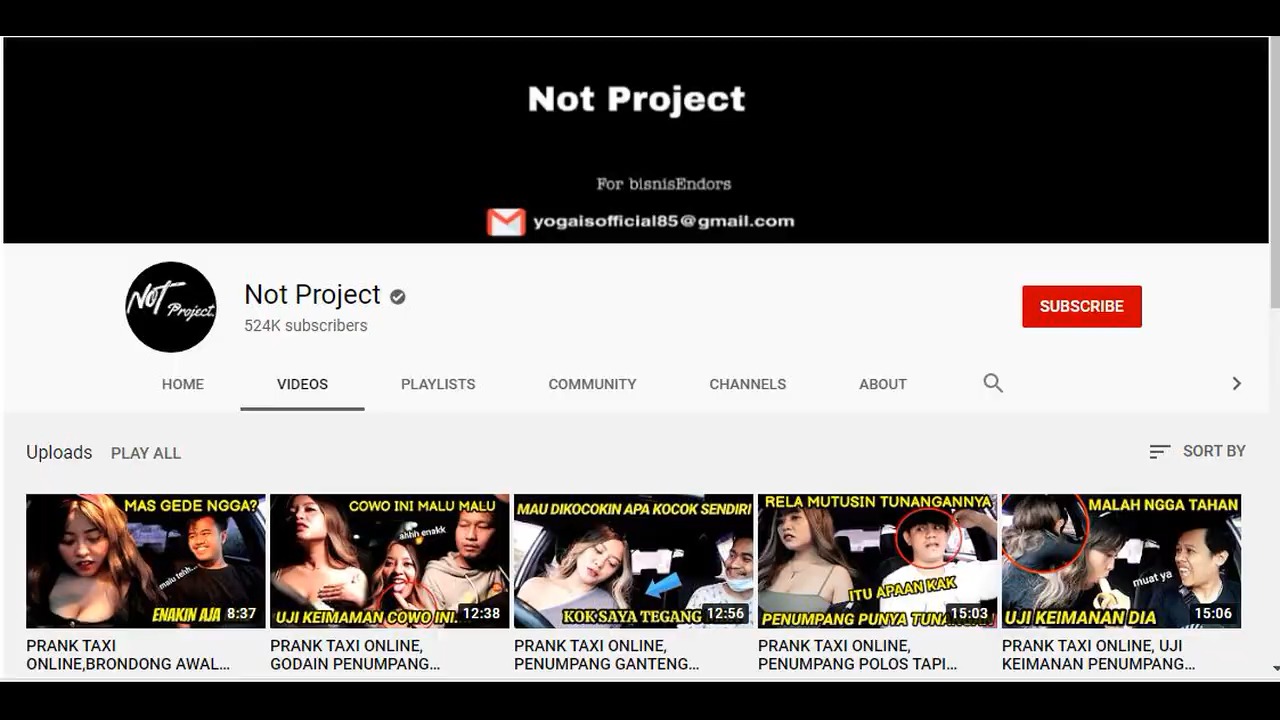 Not Project
For bisnisEndors
yogaisofficial85@gmail.com
NOT Project.
Not Project
524K subscribers
SUBSCRIBE
HOME
VIDEOS
PLAYLISTS
COMMUNITY
CHANNELS
ABOUT
Uploads
PLAY ALL
SORT BY
MAS GEDE NGGA?
malu tehh...
ENAKIN AJA
8:37
COWO INI MALU MALU
ahhh enakk
UJI KEIMAMAN COWO INI.
12:38
MAU DIKOCOKIN APA KOCOK SENDIRI
KOK SAYA TEGANG
12:56
RELA MUTUSIN TUNANGANNYA
ITU APAAN KAK
PENUMPANG PUNYA
15:03
MALAH NGGA TAHAN
muat ya
UJI KEIMANAN DIA
15:06
PRANK TAXI
ONLINE,BRONDONG AWAL...
PRANK TAXI ONLINE,
GODAIN PENUMPANG...
PRANK TAXI ONLINE,
PENUMPANG GANTENG...
PRANK TAXI ONLINE,
PENUMPANG POLOS TAPI...
PRANK TAXI ONLINE, UJI
KEIMANAN PENUMPANG...